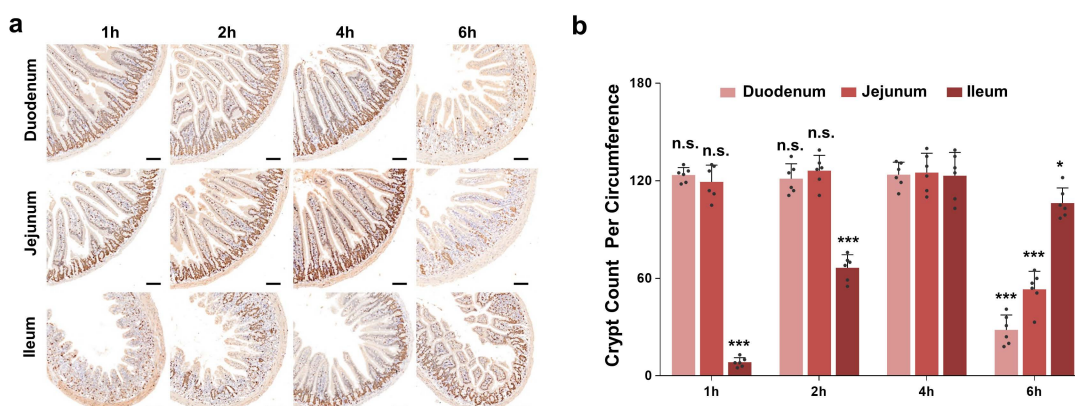 a
1h 2h 4h 6h
Duodenum
Jejunum
Ileum
b
Crypt Count Per Circumference
180
120
60
0
Duodenum Jejunum Ileum
n.s. n.s. ***
n.s. n.s. ***
*** *** *
1h 2h 4h 6h